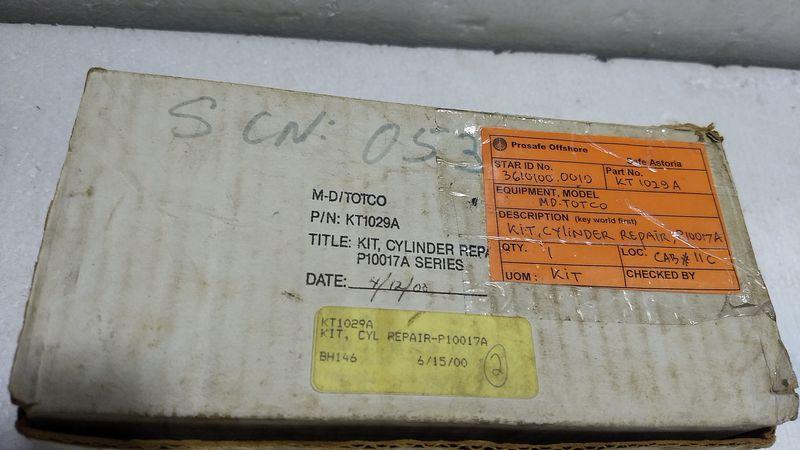 SCN: 053
M-D/TOTCO
P/N: KT1029A
TITLE: KIT, CYLINDER REPA
P10017A SERIES
DATE: 4/12/00
KT1029A
KIT, CYL REPAIR-P10017A
BH146 6/15/00 2
Prosafe Offshore Safe Astoria
STAR ID No. Part No.
3610100.0010 KT1029A
EQUIPMENT, MODEL
MD-TOTCO
DESCRIPTION (key world first)
KIT, CYLINDER REPAIR, P10017A
QTY. 1 LOC. CAB# 11C
UOM: KIT CHECKED BY